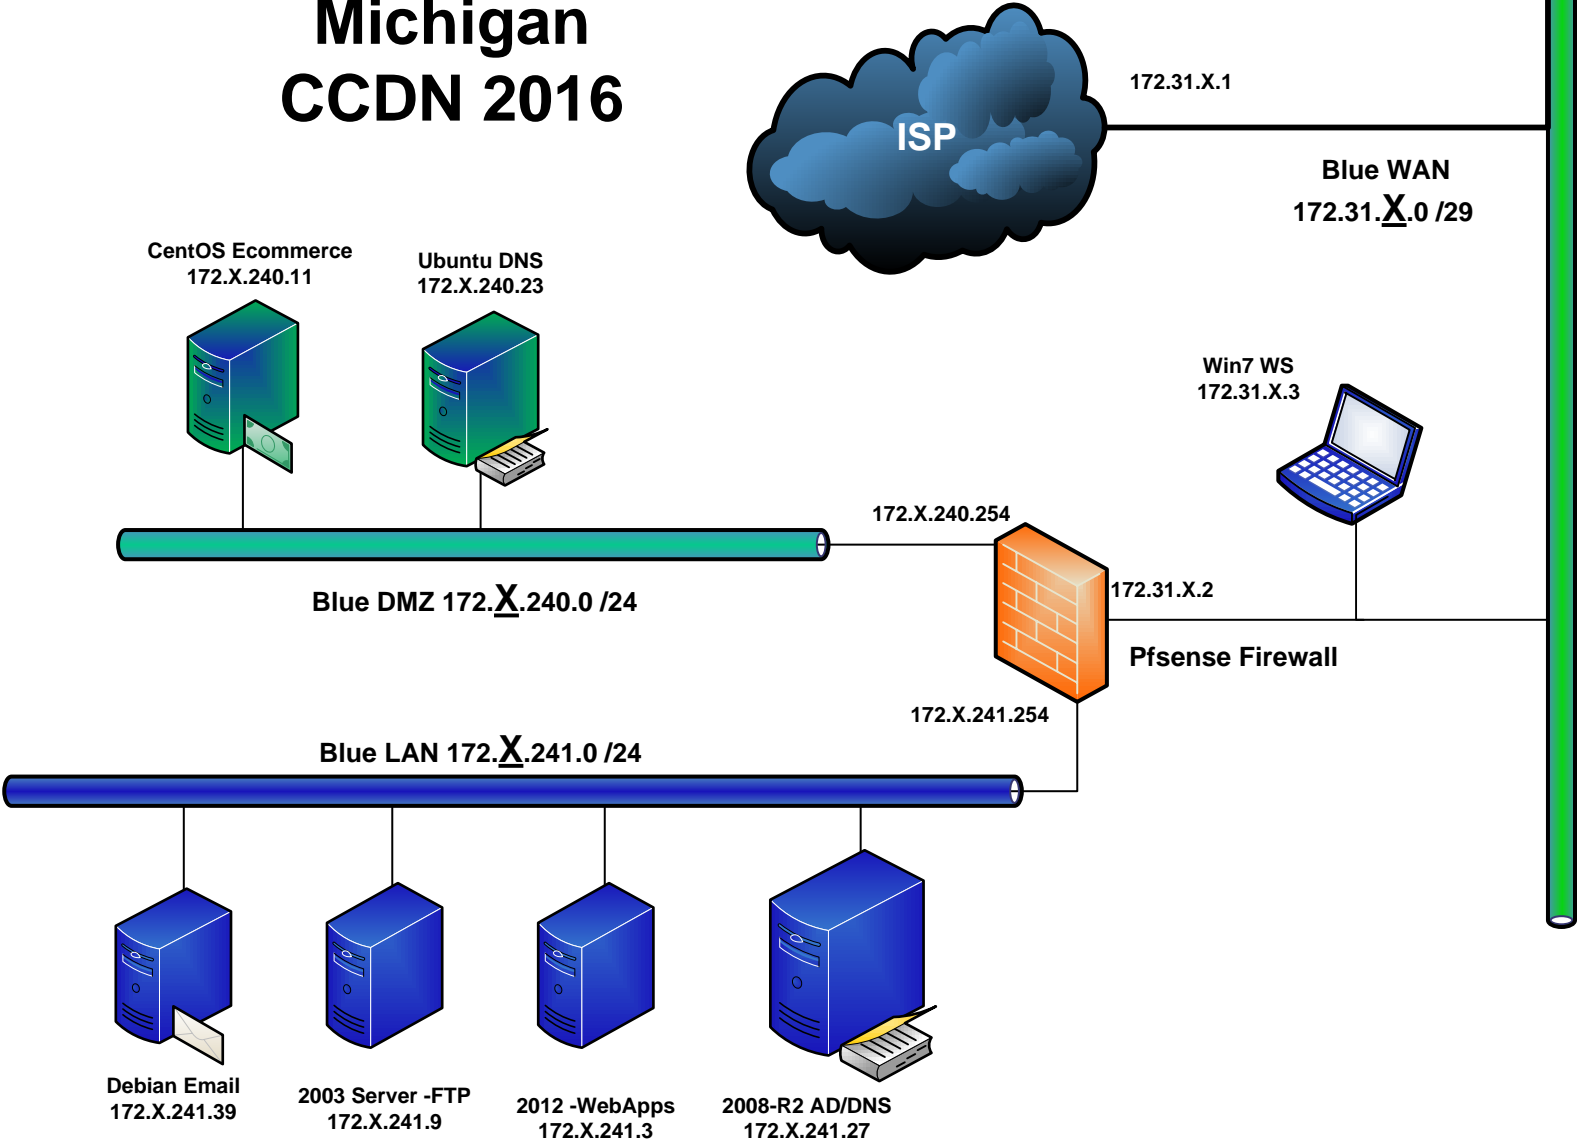 Michigan
CCDN 2016
ISP
172.31.X.1
Blue WAN
172.31.X.0 /29
CentOS Ecommerce
172.X.240.11
Ubuntu DNS
172.X.240.23
Win7 WS
172.31.X.3
172.X.240.254
172.31.X.2
Blue DMZ 172.X.240.0 /24
Pfsense Firewall
172.X.241.254
Blue LAN 172.X.241.0 /24
Debian Email
172.X.241.39
2003 Server -FTP
172.X.241.9
2012 -WebApps
172.X.241.3
2008-R2 AD/DNS
172.X.241.27